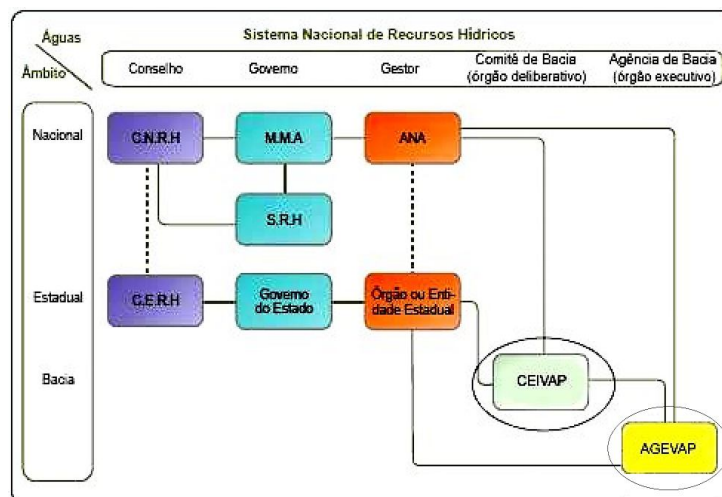 Águas
Sistema Nacional de Recursos Hídricos
Âmbito
Conselho
Governo
Gestor
Comitê de Bacia
(órgão deliberativo)
Agência de Bacia
(órgão executivo)
Nacional
C.N.R.H
M.M.A
ANA
S.R.H
Estadual
C.E.R.H
Governo
do Estado
Órgão ou Enti-
dade Estadual
Bacia
CEIVAP
AGEVAP